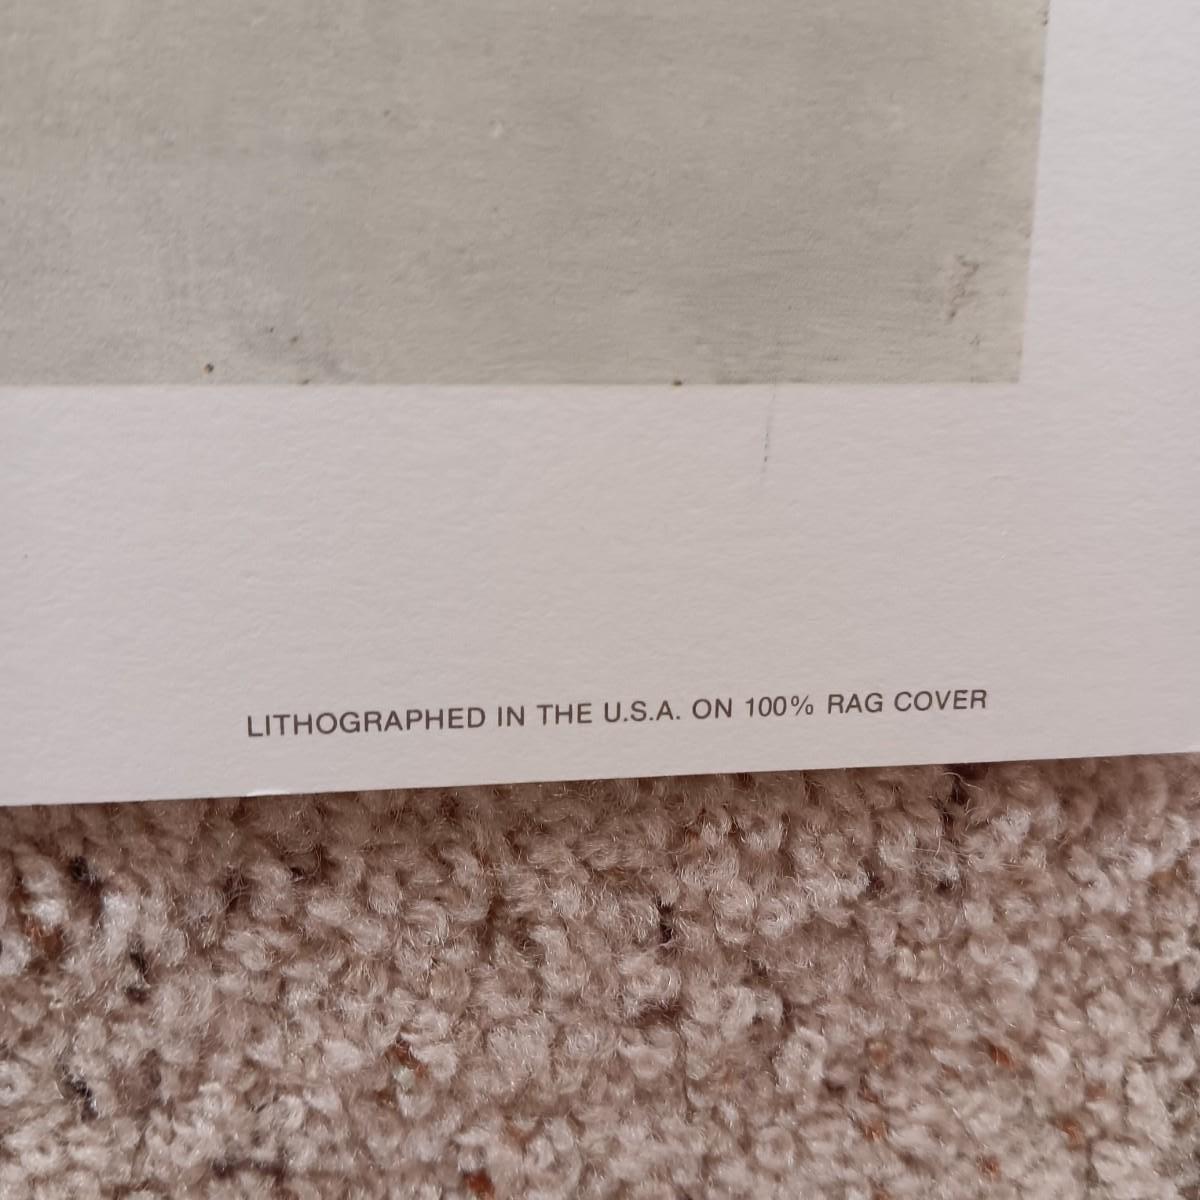 LITHOGRAPHED IN THE U.S.A. ON 100% RAG COVER